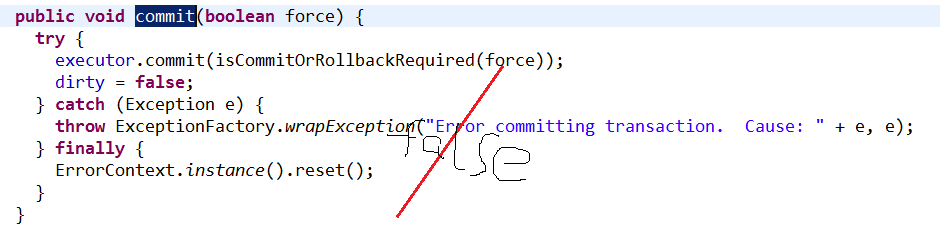 public void commit(boolean force) {
try {
executor.commit(isCommitOrRollbackRequired(force));
dirty = false;
} catch (Exception e) {
throw ExceptionFactory.wrapException("Error committing transaction.  Cause: " + e, e);
false
} finally {
ErrorContext.instance().reset();
}
}